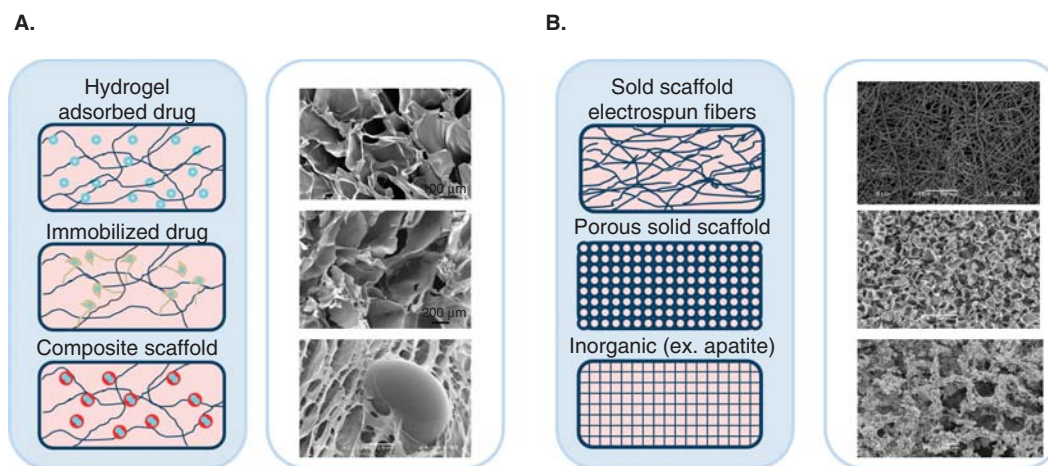 A.
Hydrogel
adsorbed drug
100 µm
Immobilized drug
200 µm
Composite scaffold
B.
Sold scaffold
electrospun fibers
Porous solid scaffold
Inorganic (ex. apatite)